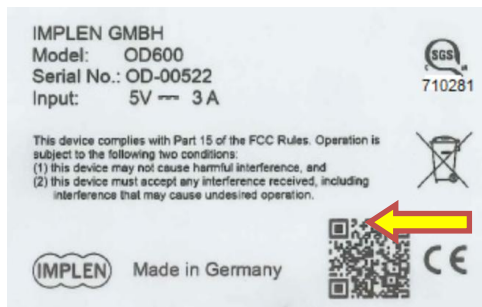 IMPLEN GMBH
Model: OD600
Serial No.: OD-00522
Input: 5V ⎓ 3 A
SGS
710281
This device complies with Part 15 of the FCC Rules. Operation is
subject to the following two conditions:
(1) this device may not cause harmful interference, and
(2) this device must accept any interference received, including
interference that may cause undesired operation.
IMPLEN
Made in Germany
CE